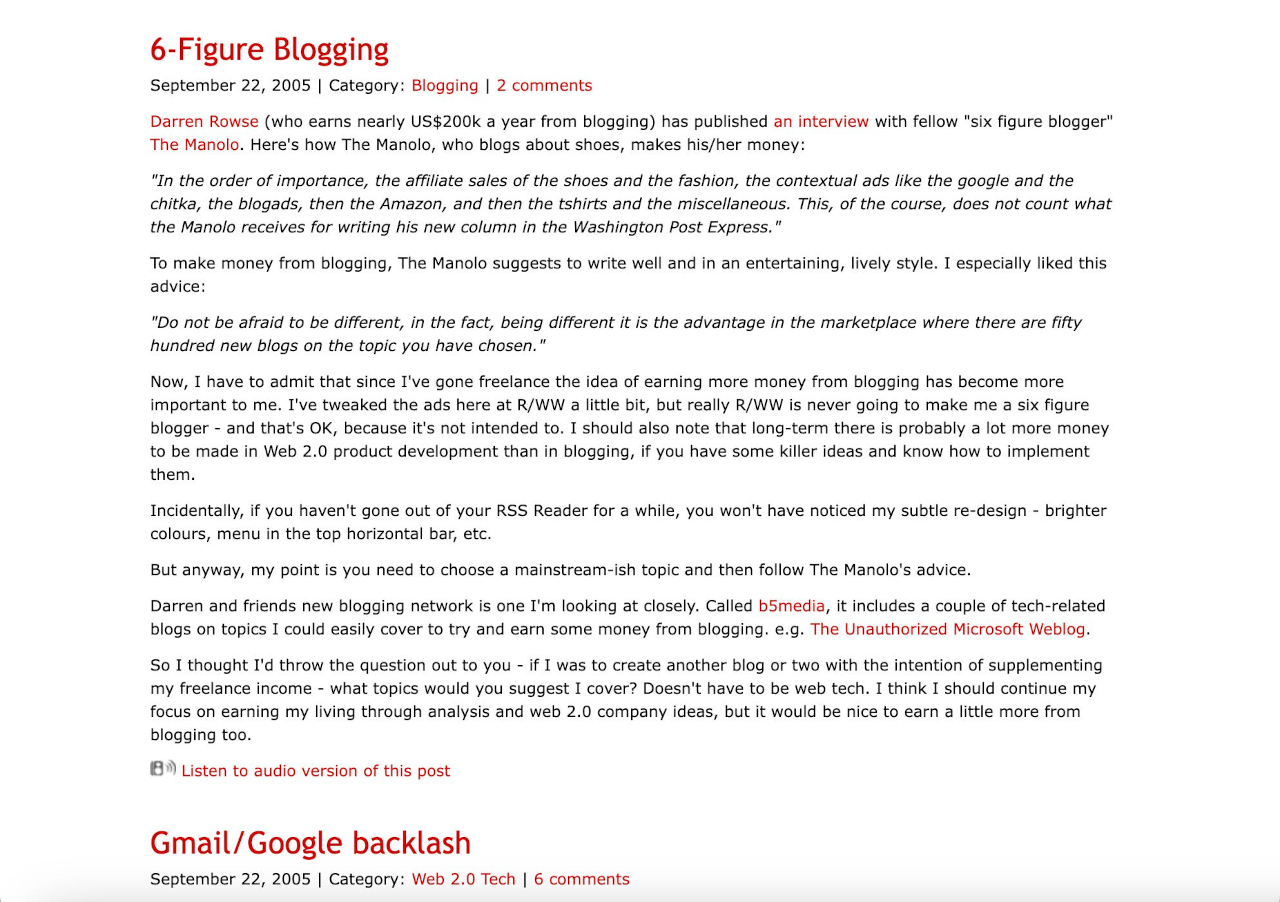 6-Figure Blogging
September 22, 2005 | Category: Blogging | 2 comments
Darren Rowse (who earns nearly US$200k a year from blogging) has published an interview with fellow "six figure blogger"
The Manolo. Here's how The Manolo, who blogs about shoes, makes his/her money:
"In the order of importance, the affiliate sales of the shoes and the fashion, the contextual ads like the google and the
chitka, the blogads, then the Amazon, and then the tshirts and the miscellaneous. This, of the course, does not count what
the Manolo receives for writing his new column in the Washington Post Express."
To make money from blogging, The Manolo suggests to write well and in an entertaining, lively style. I especially liked this
advice:
"Do not be afraid to be different, in the fact, being different it is the advantage in the marketplace where there are fifty
hundred new blogs on the topic you have chosen."
Now, I have to admit that since I've gone freelance the idea of earning more money from blogging has become more
important to me. I've tweaked the ads here at R/WW a little bit, but really R/WW is never going to make me a six figure
blogger - and that's OK, because it's not intended to. I should also note that long-term there is probably a lot more money
to be made in Web 2.0 product development than in blogging, if you have some killer ideas and know how to implement
them.
Incidentally, if you haven't gone out of your RSS Reader for a while, you won't have noticed my subtle re-design - brighter
colours, menu in the top horizontal bar, etc.
But anyway, my point is you need to choose a mainstream-ish topic and then follow The Manolo's advice.
Darren and friends new blogging network is one I'm looking at closely. Called b5media, it includes a couple of tech-related
blogs on topics I could easily cover to try and earn some money from blogging. e.g. The Unauthorized Microsoft Weblog.
So I thought I'd throw the question out to you - if I was to create another blog or two with the intention of supplementing
my freelance income - what topics would you suggest I cover? Doesn't have to be web tech. I think I should continue my
focus on earning my living through analysis and web 2.0 company ideas, but it would be nice to earn a little more from
blogging too.
Listen to audio version of this post
Gmail/Google backlash
September 22, 2005 | Category: Web 2.0 Tech | 6 comments